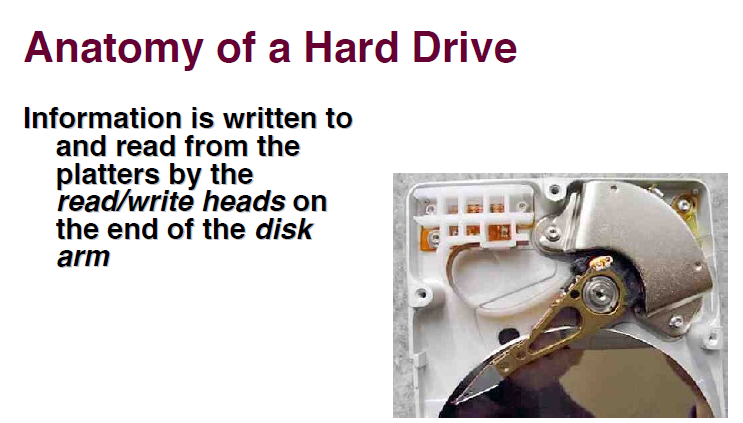 Anatomy of a Hard Drive
Information is written to
and read from the
platters by the
read/write heads on
the end of the disk
arm